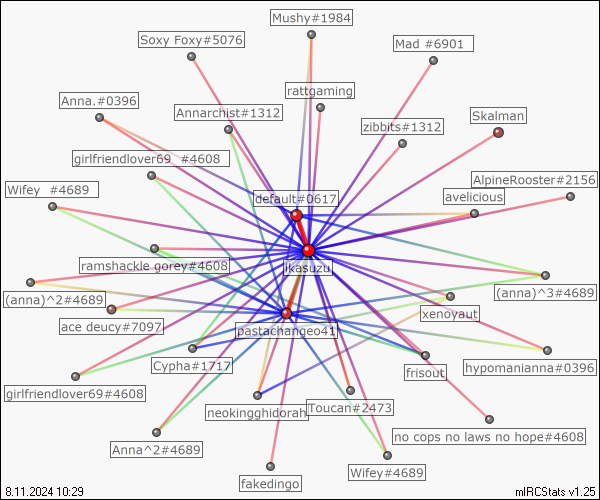 Mushy#1984
Soxy Foxy#5076
Mad #6901
rattgaming
Anna.#0396
Annarchist#1312
Skalman
zibbits#1312
girlfriendlover69 #4608
AlpineRooster#2156
Wifey #4689
default#0617
avelicious
ikasuzu
ramshackle gorey#4608
(anna)^2#4689
(anna)^3#4689
xenoyaut
ace deucy#7097
pastachangeo41
Cypha#1717
hypomanianna#0396
frisout
girlfriendlover69#4608
neokingghidorah
Toucan#2473
no cops no laws no hope#4608
Anna^2#4689
Wifey#4689
fakedingo
8.11.2024 10:29
mIRCStats v1.25